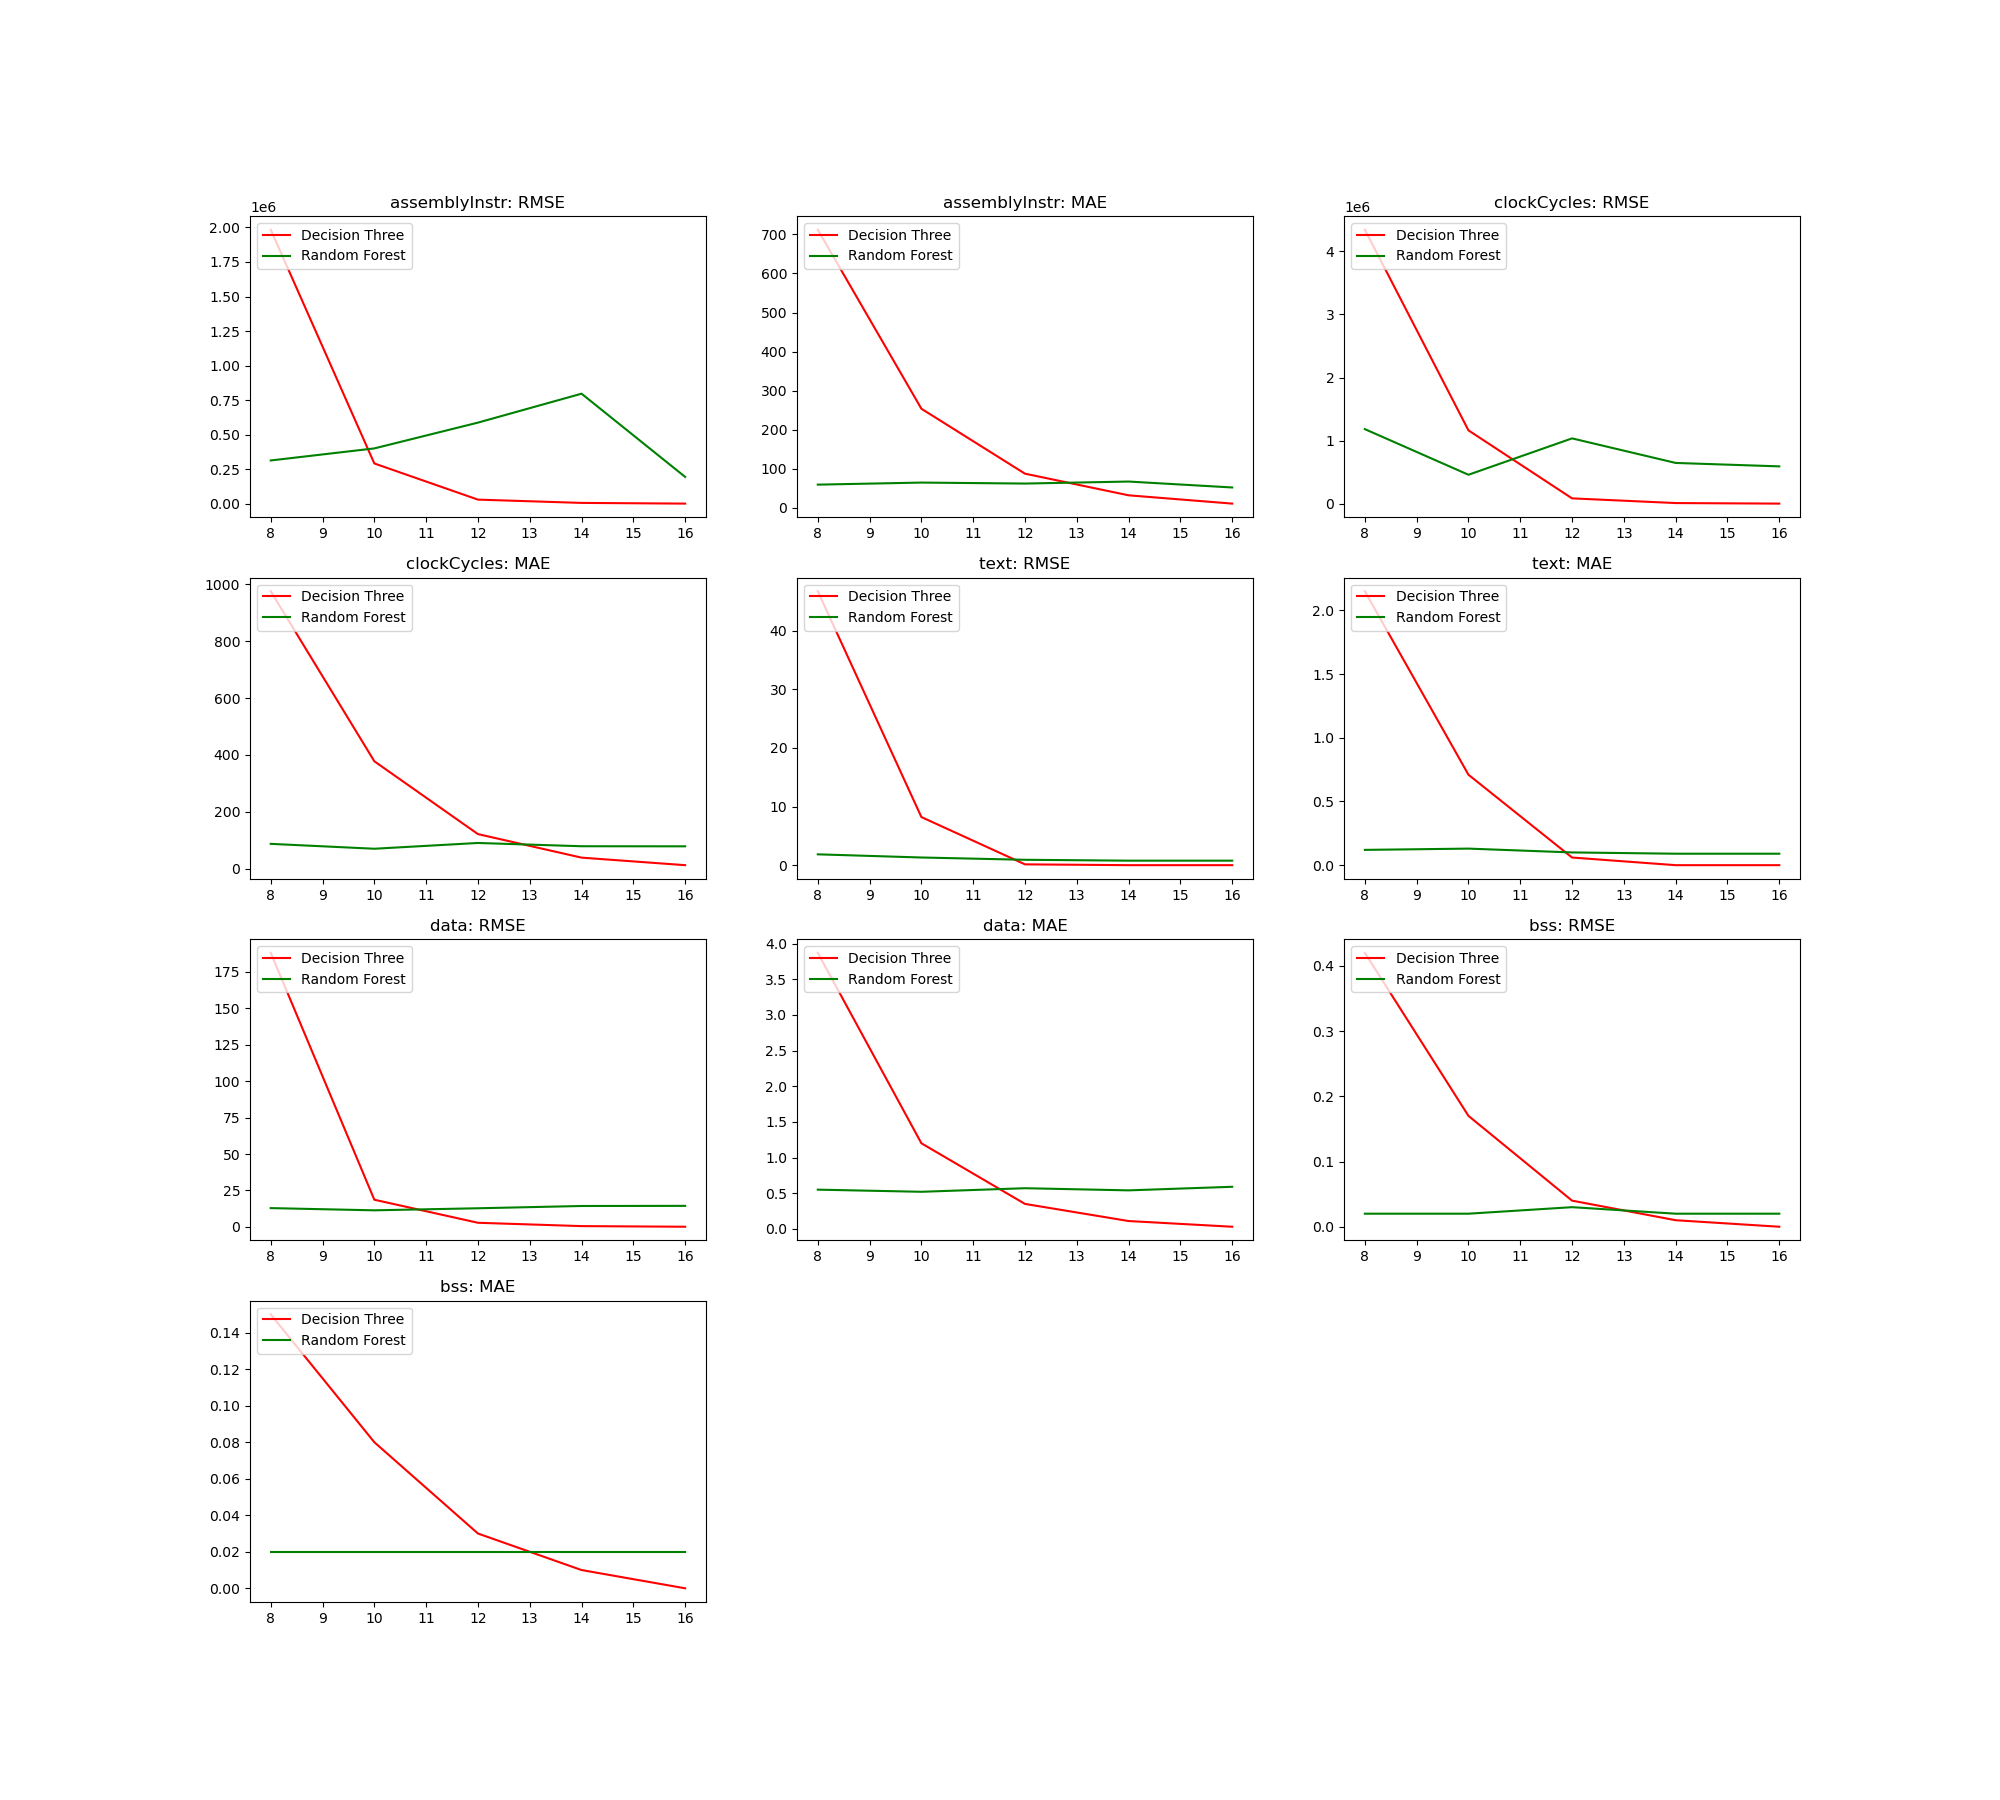 assemblyInstr: RMSE
1e6
Decision Three
Random Forest
2.00
1.75
1.50
1.25
1.00
0.75
0.50
0.25
0.00
8 9 10 11 12 13 14 15 16
assemblyInstr: MAE
Decision Three
Random Forest
700
600
500
400
300
200
100
0
8 9 10 11 12 13 14 15 16
clockCycles: RMSE
1e6
Decision Three
Random Forest
4
3
2
1
0
8 9 10 11 12 13 14 15 16
clockCycles: MAE
Decision Three
Random Forest
1000
800
600
400
200
0
8 9 10 11 12 13 14 15 16
text: RMSE
Decision Three
Random Forest
40
30
20
10
0
8 9 10 11 12 13 14 15 16
text: MAE
Decision Three
Random Forest
2.0
1.5
1.0
0.5
0.0
8 9 10 11 12 13 14 15 16
data: RMSE
Decision Three
Random Forest
175
150
125
100
75
50
25
0
8 9 10 11 12 13 14 15 16
data: MAE
Decision Three
Random Forest
4.0
3.5
3.0
2.5
2.0
1.5
1.0
0.5
0.0
8 9 10 11 12 13 14 15 16
bss: RMSE
Decision Three
Random Forest
0.4
0.3
0.2
0.1
0.0
8 9 10 11 12 13 14 15 16
bss: MAE
Decision Three
Random Forest
0.14
0.12
0.10
0.08
0.06
0.04
0.02
0.00
8 9 10 11 12 13 14 15 16